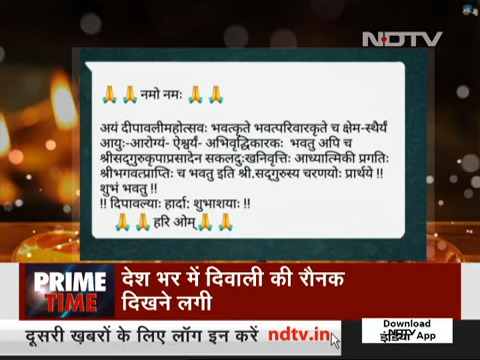 NDTV
🙏🙏 नमो नमः 🙏🙏
अयं दीपावलीमहोत्सवः भवत्कृते भवत्परिवारकृते च क्षेम-स्थैर्यं
आयुः-आरोग्यं- ऐश्वर्यं- अभिवृद्धिकारकः भवतु अपि च
श्रीसद्गुरुकृपाप्रसादेन सकलदुःखनिवृत्तिः आध्यात्मिकी प्रगतिः
श्रीभगवत्प्राप्तिः च भवतु इति श्री.सद्गुरुस्य चरणयोः प्रार्थये !!
शुभं भवतु !!
!! दिपावल्याः हार्दाः शुभाशयाः !!
🙏🙏 हरि ओम् 🙏🙏
PRIME
TIME
देश भर में दिवाली की रौनक
दिखने लगी
दूसरी ख़बरों के लिए लॉग इन करें ndtv.in
Download
NDTV App
इंडिया